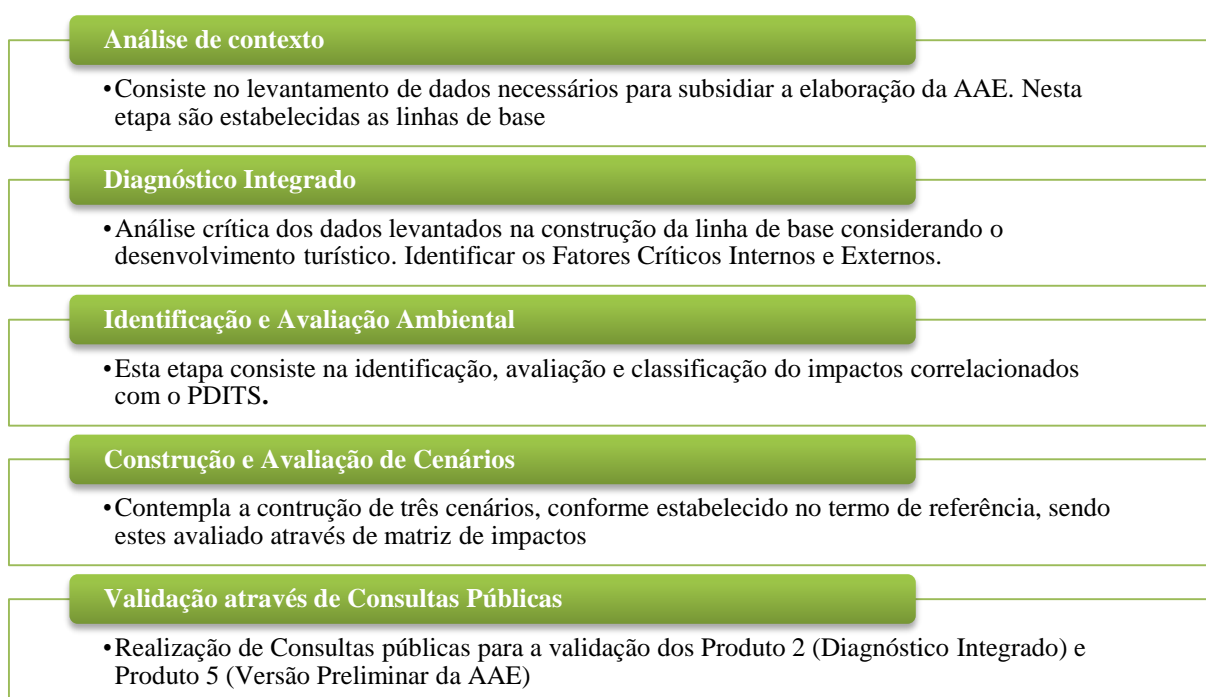 Análise de contexto
•Consiste no levantamento de dados necessários para subsidiar a elaboração da AAE. Nesta
etapa são estabelecidas as linhas de base
Diagnóstico Integrado
•Análise crítica dos dados levantados na construção da linha de base considerando o
desenvolvimento turístico. Identificar os Fatores Críticos Internos e Externos.
Identificação e Avaliação Ambiental
•Esta etapa consiste na identificação, avaliação e classificação do impactos correlacionados
com o PDITS.
Construção e Avaliação de Cenários
•Contempla a contrução de três cenários, conforme estabelecido no termo de referência, sendo
estes avaliado através de matriz de impactos
Validação através de Consultas Públicas
•Realização de Consultas públicas para a validação dos Produto 2 (Diagnóstico Integrado) e
Produto 5 (Versão Preliminar da AAE)